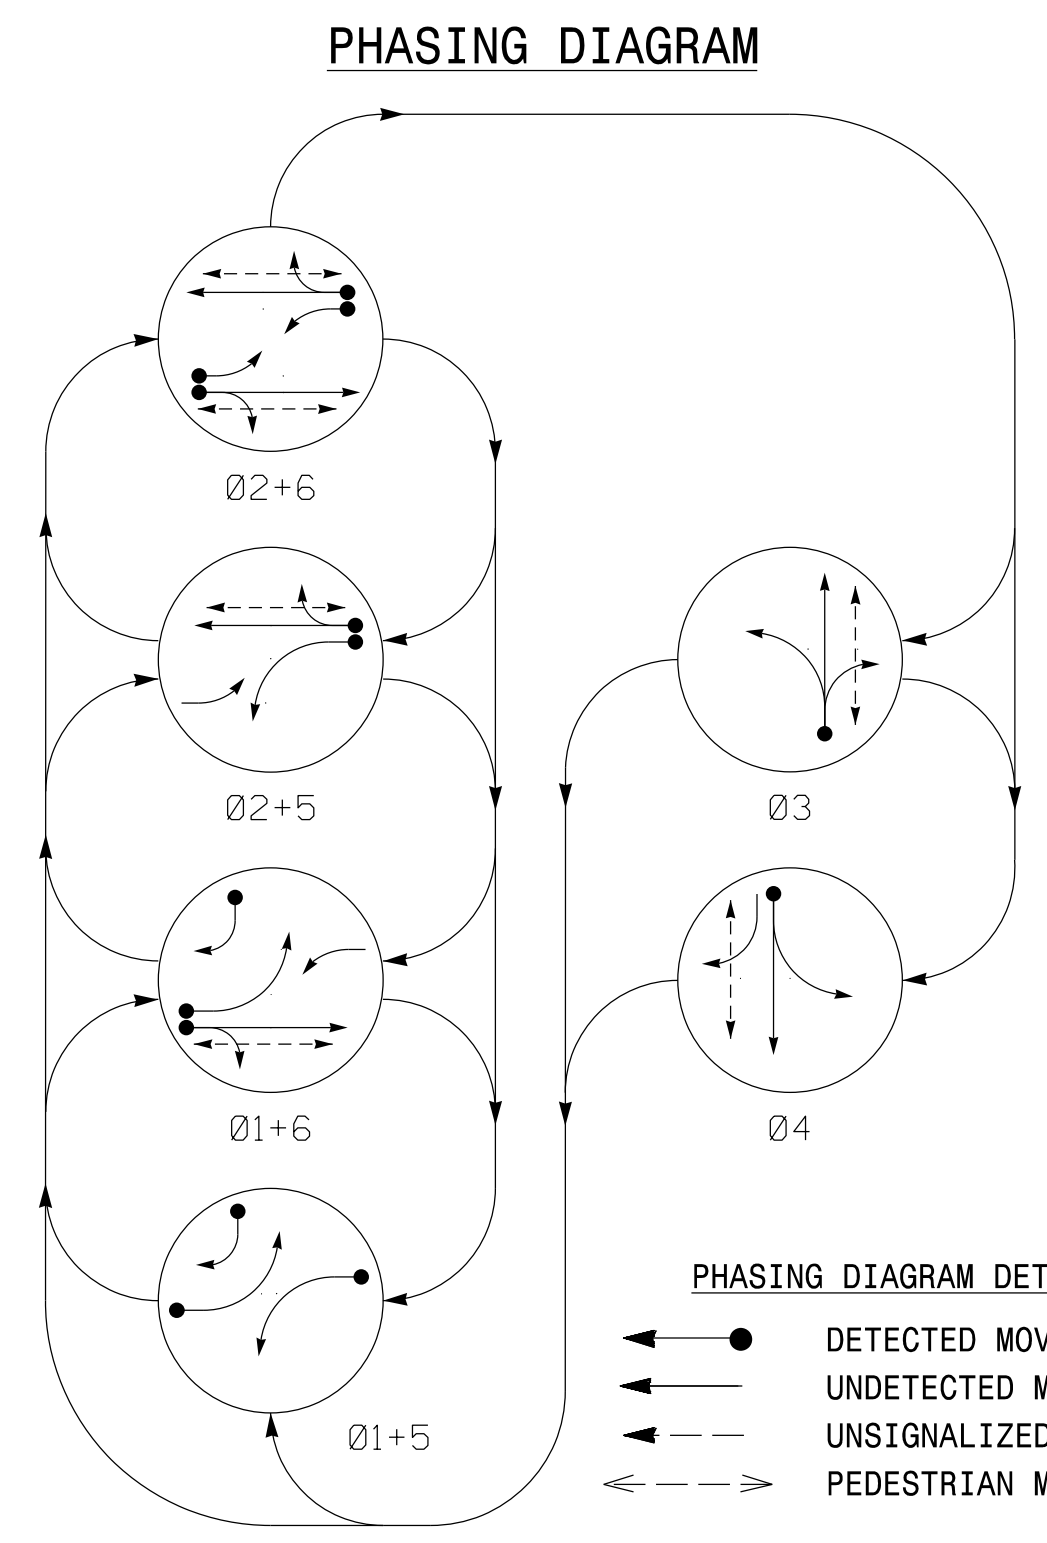 PHASING DIAGRAM
Ø2+6
Ø2+5
Ø3
Ø1+6
Ø4
PHASING DIAGRAM DET
DETECTED MOV
UNDETECTED M
UNSIGNALIZED
PEDESTRIAN M
Ø1+5